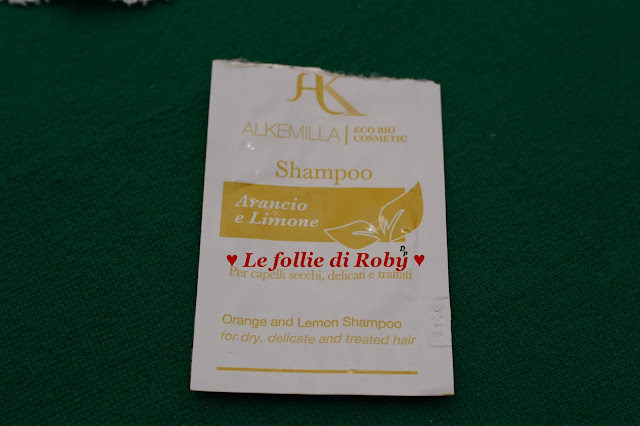 AK
ALKEMILLA | ECO BIO
COSMETIC
Shampoo
Arancio
e Limone
♥ Le follie di Roby ♥
Per capelli secchi, delicati e trattati
Orange and Lemon Shampoo
for dry, delicate and treated hair